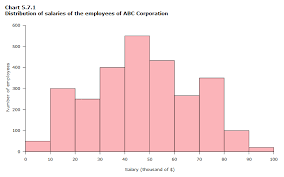 Chart 5.7.1
Distribution of salaries of the employees of ABC Corporation
Number of employees
600
500
400
300
200
100
0
0 10 20 30 40 50 60 70 80 90 100
Salary (thousand of $)